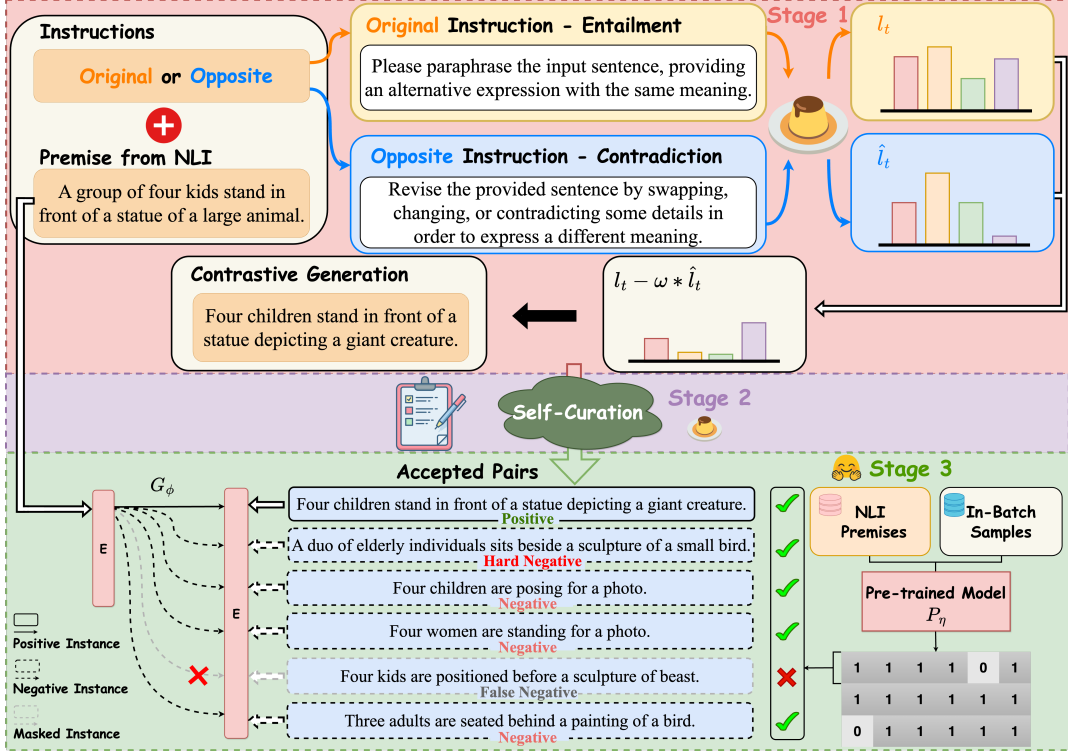 Instructions
Original or Opposite
Premise from NLI
A group of four kids stand in
front of a statue of a large animal.
Original Instruction - Entailment
Please paraphrase the input sentence, providing
an alternative expression with the same meaning.
Opposite Instruction - Contradiction
Revise the provided sentence by swapping,
changing, or contradicting some details in
order to express a different meaning.
Stage 1
l_t
\hat{l}_t
Contrastive Generation
Four children stand in front of a
statue depicting a giant creature.
l_t − ω * \hat{l}_t
Self-Curation
Stage 2
Accepted Pairs
Stage 3
G_ϕ
E
E
Four children stand in front of a statue depicting a giant creature.
Positive
A duo of elderly individuals sits beside a sculpture of a small bird.
Hard Negative
Four children are posing for a photo.
Negative
Four women are standing for a photo.
Negative
Four kids are positioned before a sculpture of beast.
False Negative
Three adults are seated behind a painting of a bird.
Negative
Positive Instance
Negative Instance
Masked Instance
NLI
Premises
In-Batch
Samples
Pre-trained Model
P_η
1 1 1 1 0 1
1 1 1 1 1 1
0 1 1 1 1 1